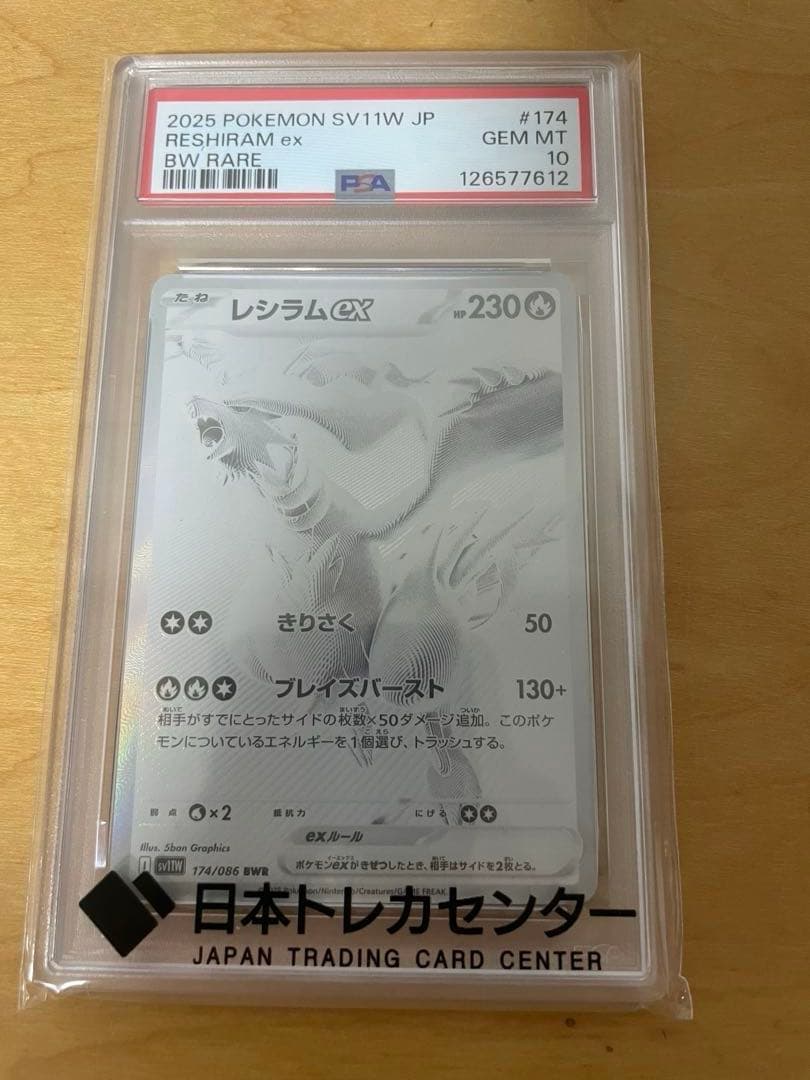 2025 POKEMON SV11W JP #174
RESHIRAM ex GEM MT
BW RARE 10
PSA 126577612
たね レシラムex HP 230
きりさく 50
ブレイズバースト 130+
相手がすでにとったサイドの枚数×50ダメージ追加。このポケ
モンについているエネルギーを1個選び、トラッシュする。
弱点 ×2 抵抗力 にげる
exルール
Illus. 5ban Graphics
ポケモンexがきぜつしたとき、相手はサイドを2枚とる。
I SV11W 174/086 BWR
Pokémon/Nintendo/Creatures/GAME FREAK
日本トレカセンター
JAPAN TRADING CARD CENTER